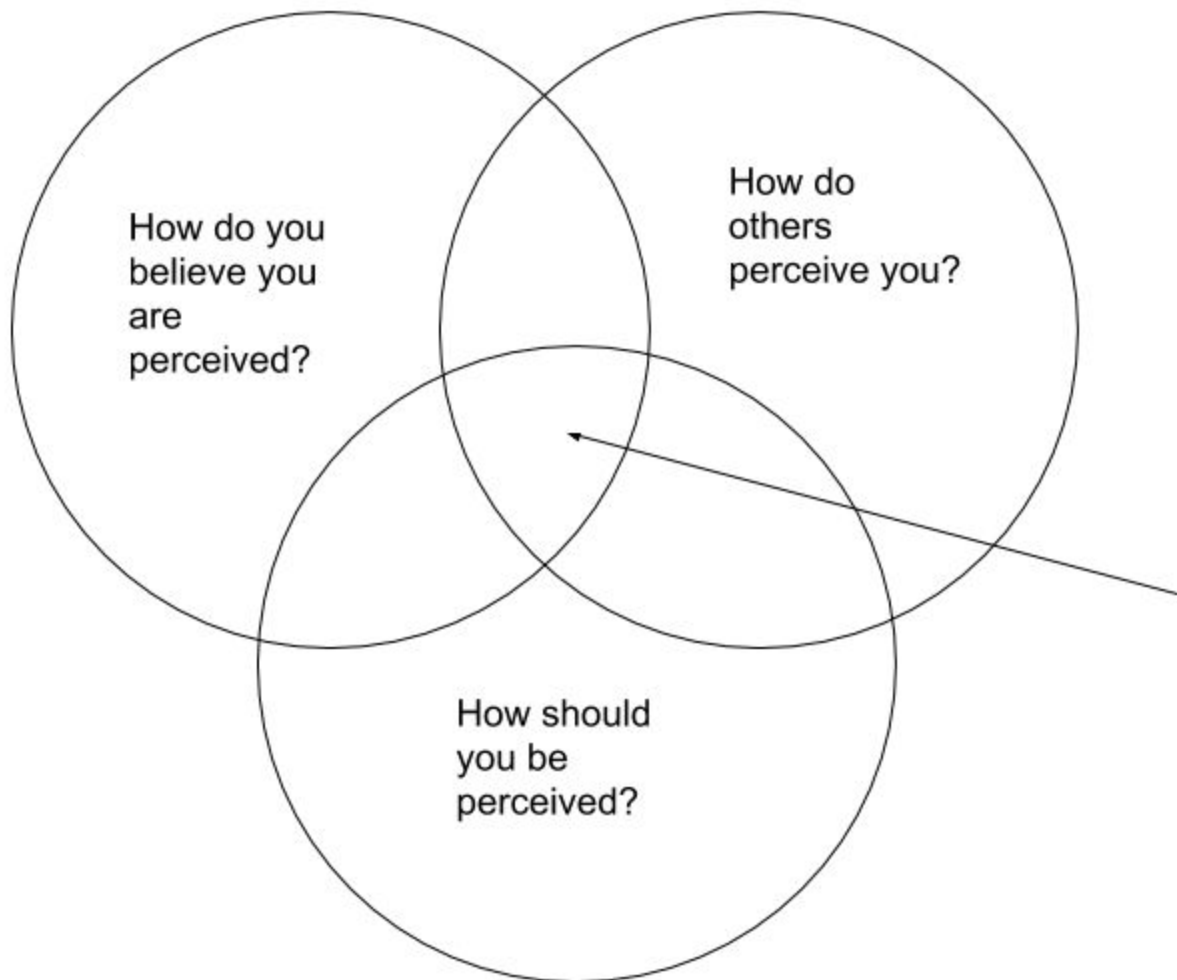 How do you
believe you
are
perceived?
How do
others
perceive you?
How should
you be
perceived?